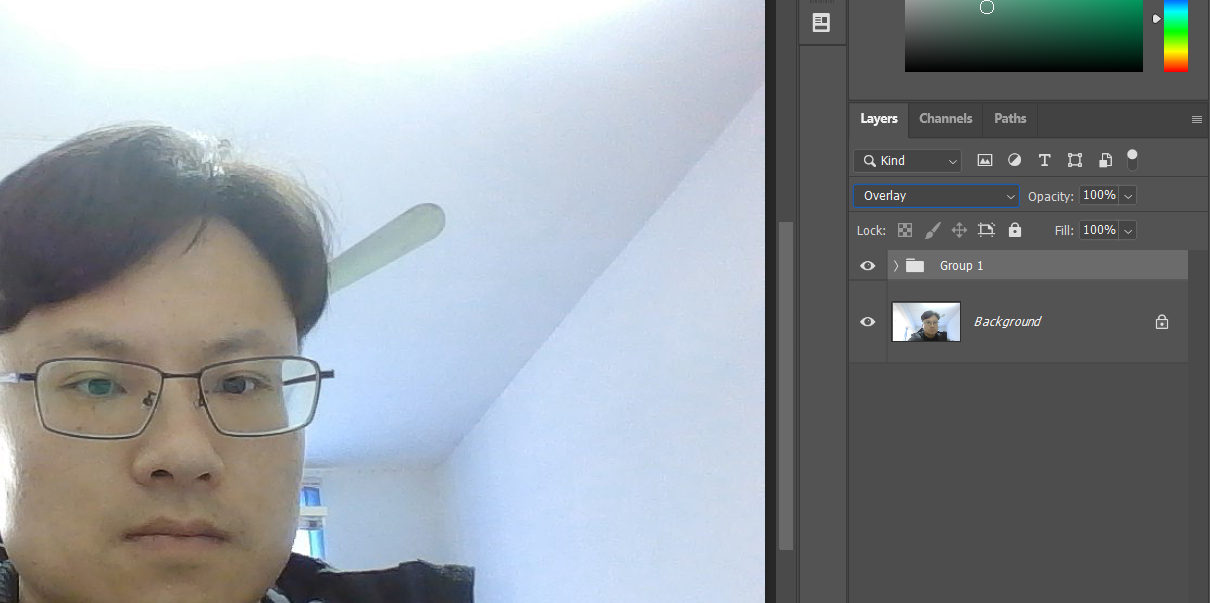 Layers Channels Paths
Kind
Overlay Opacity: 100%
Lock: Fill: 100%
Group 1
Background